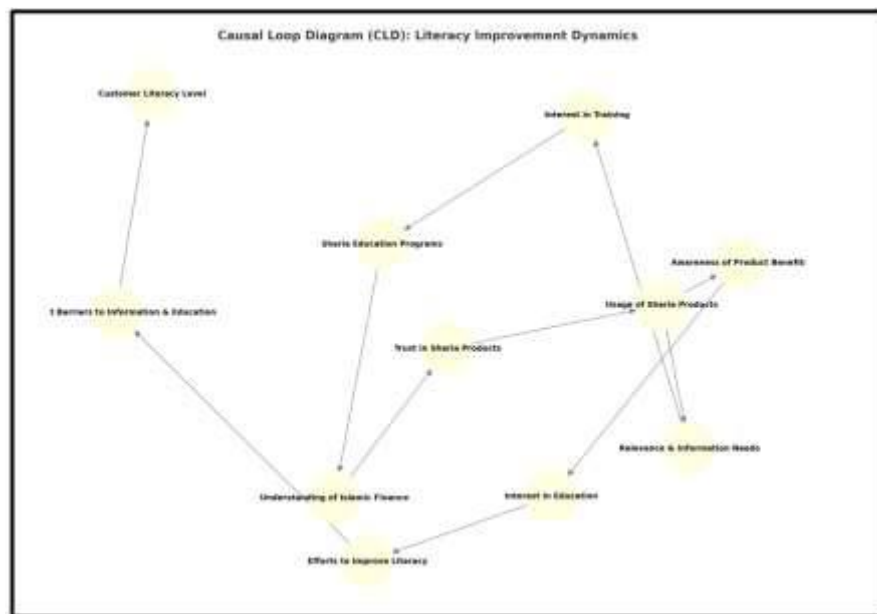 Causal Loop Diagram (CLD): Literacy Improvement Dynamics
Customer Literacy Level
Interest in Training
Sharia Education Programs
Awareness of Product Benefit
Usage of Sharia Products
Barriers to Information & Education
Trust in Sharia Products
Relevance & Information Needs
Understanding of Islamic Finance
Interest in Education
Efforts to Improve Literacy